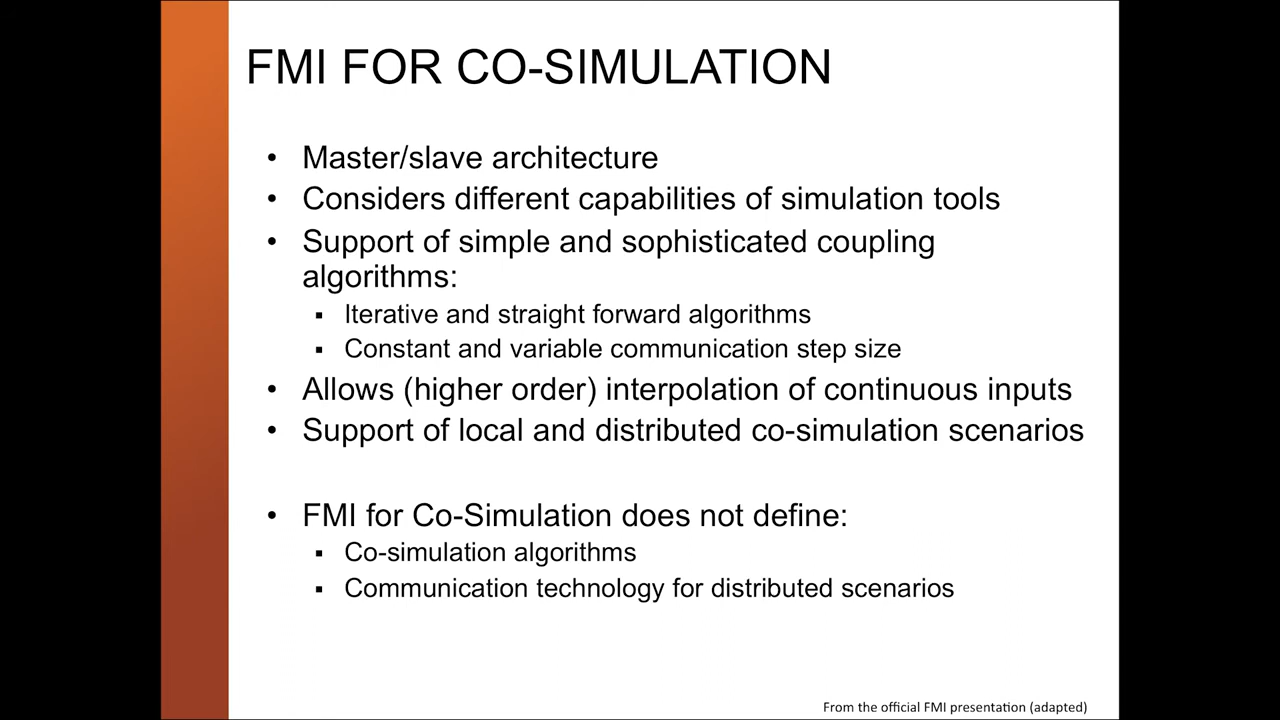 FMI FOR CO-SIMULATION
• Master/slave architecture
• Considers different capabilities of simulation tools
• Support of simple and sophisticated coupling
algorithms:
▪ Iterative and straight forward algorithms
▪ Constant and variable communication step size
• Allows (higher order) interpolation of continuous inputs
• Support of local and distributed co-simulation scenarios
• FMI for Co-Simulation does not define:
▪ Co-simulation algorithms
▪ Communication technology for distributed scenarios
From the official FMI presentation (adapted)